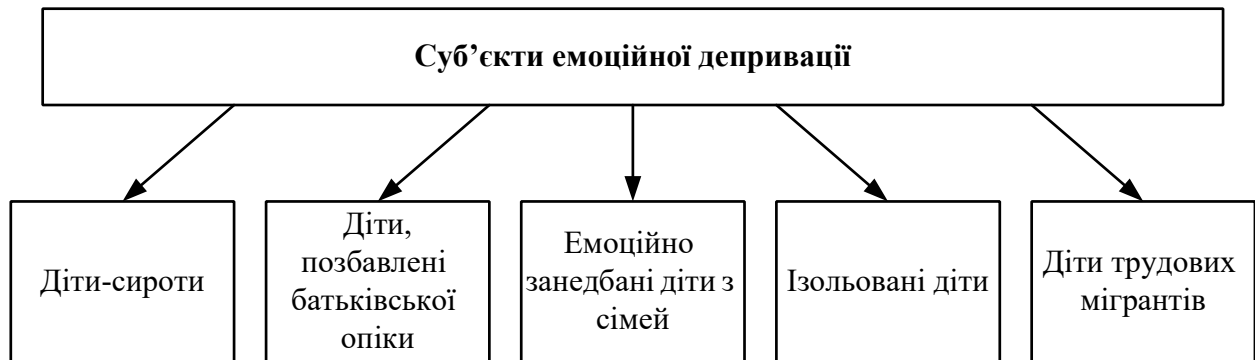 Суб’єкти емоційної депривації
Діти-сироти
Діти,
позбавлені
батьківської
опіки
Емоційно
занедбані діти з
сімей
Ізольовані діти
Діти трудових
мігрантів